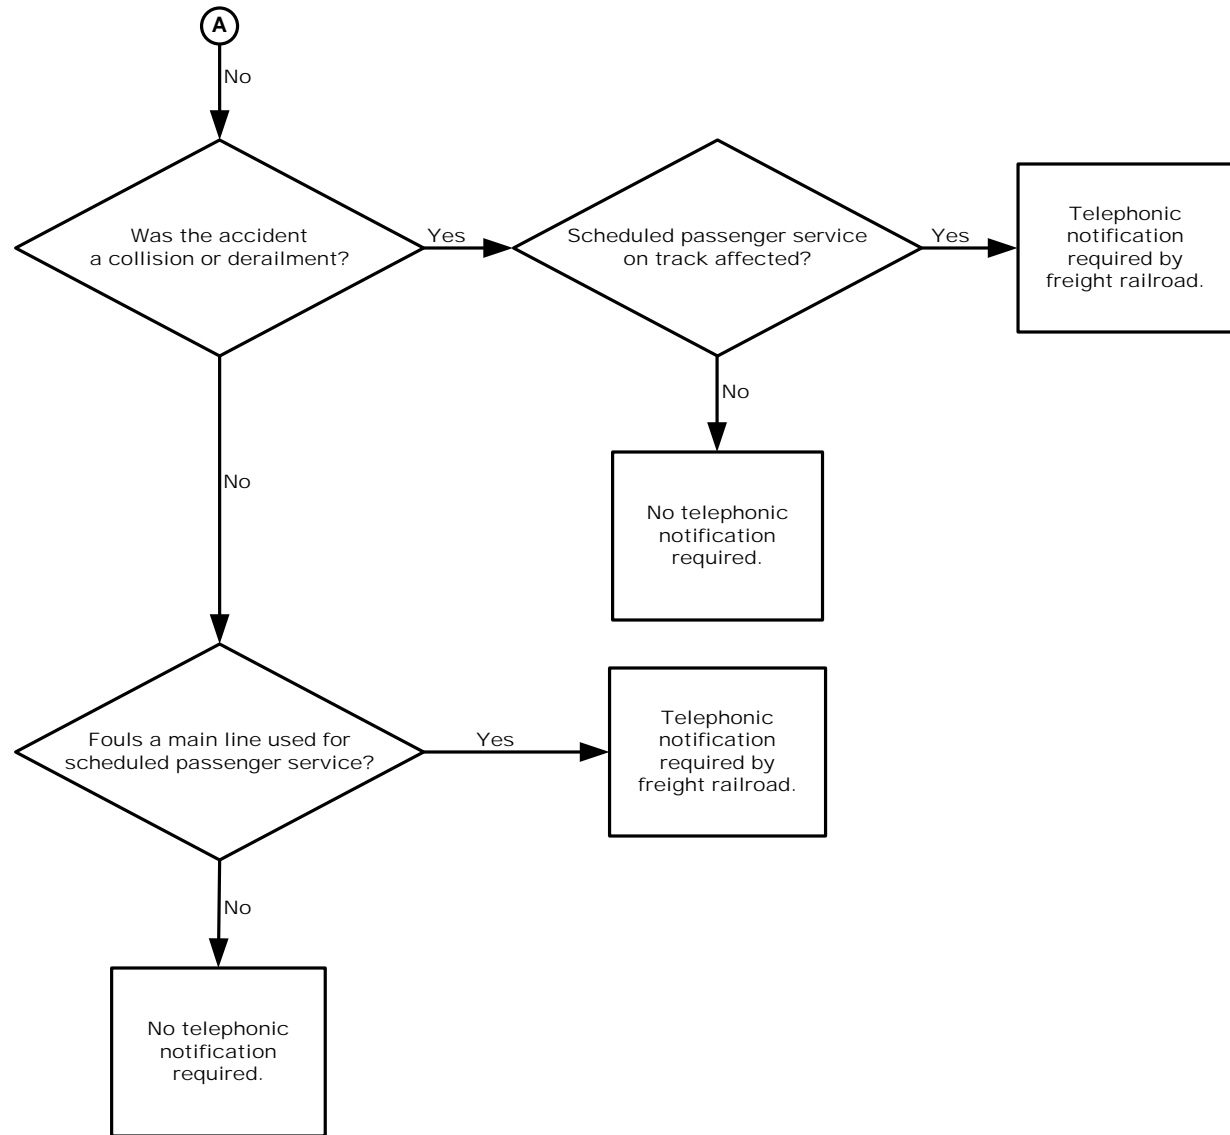 A
No
Was the accident
a collision or derailment?
Yes
Scheduled passenger service
on track affected?
Yes
Telephonic
notification
required by
freight railroad.
No
No telephonic
notification
required.
No
Fouls a main line used for
scheduled passenger service?
Yes
Telephonic
notification
required by
freight railroad.
No
No telephonic
notification
required.